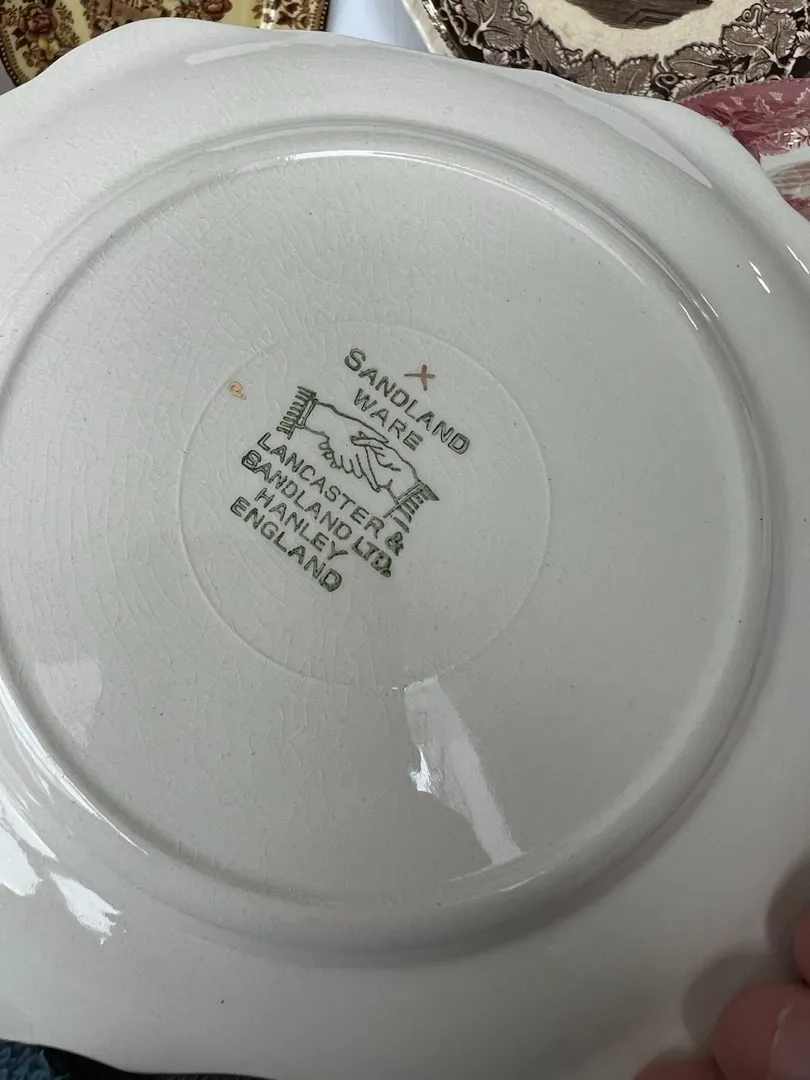 SANDLAND
WARE
LANCASTER &
SANDLAND LTD.
HANLEY
ENGLAND